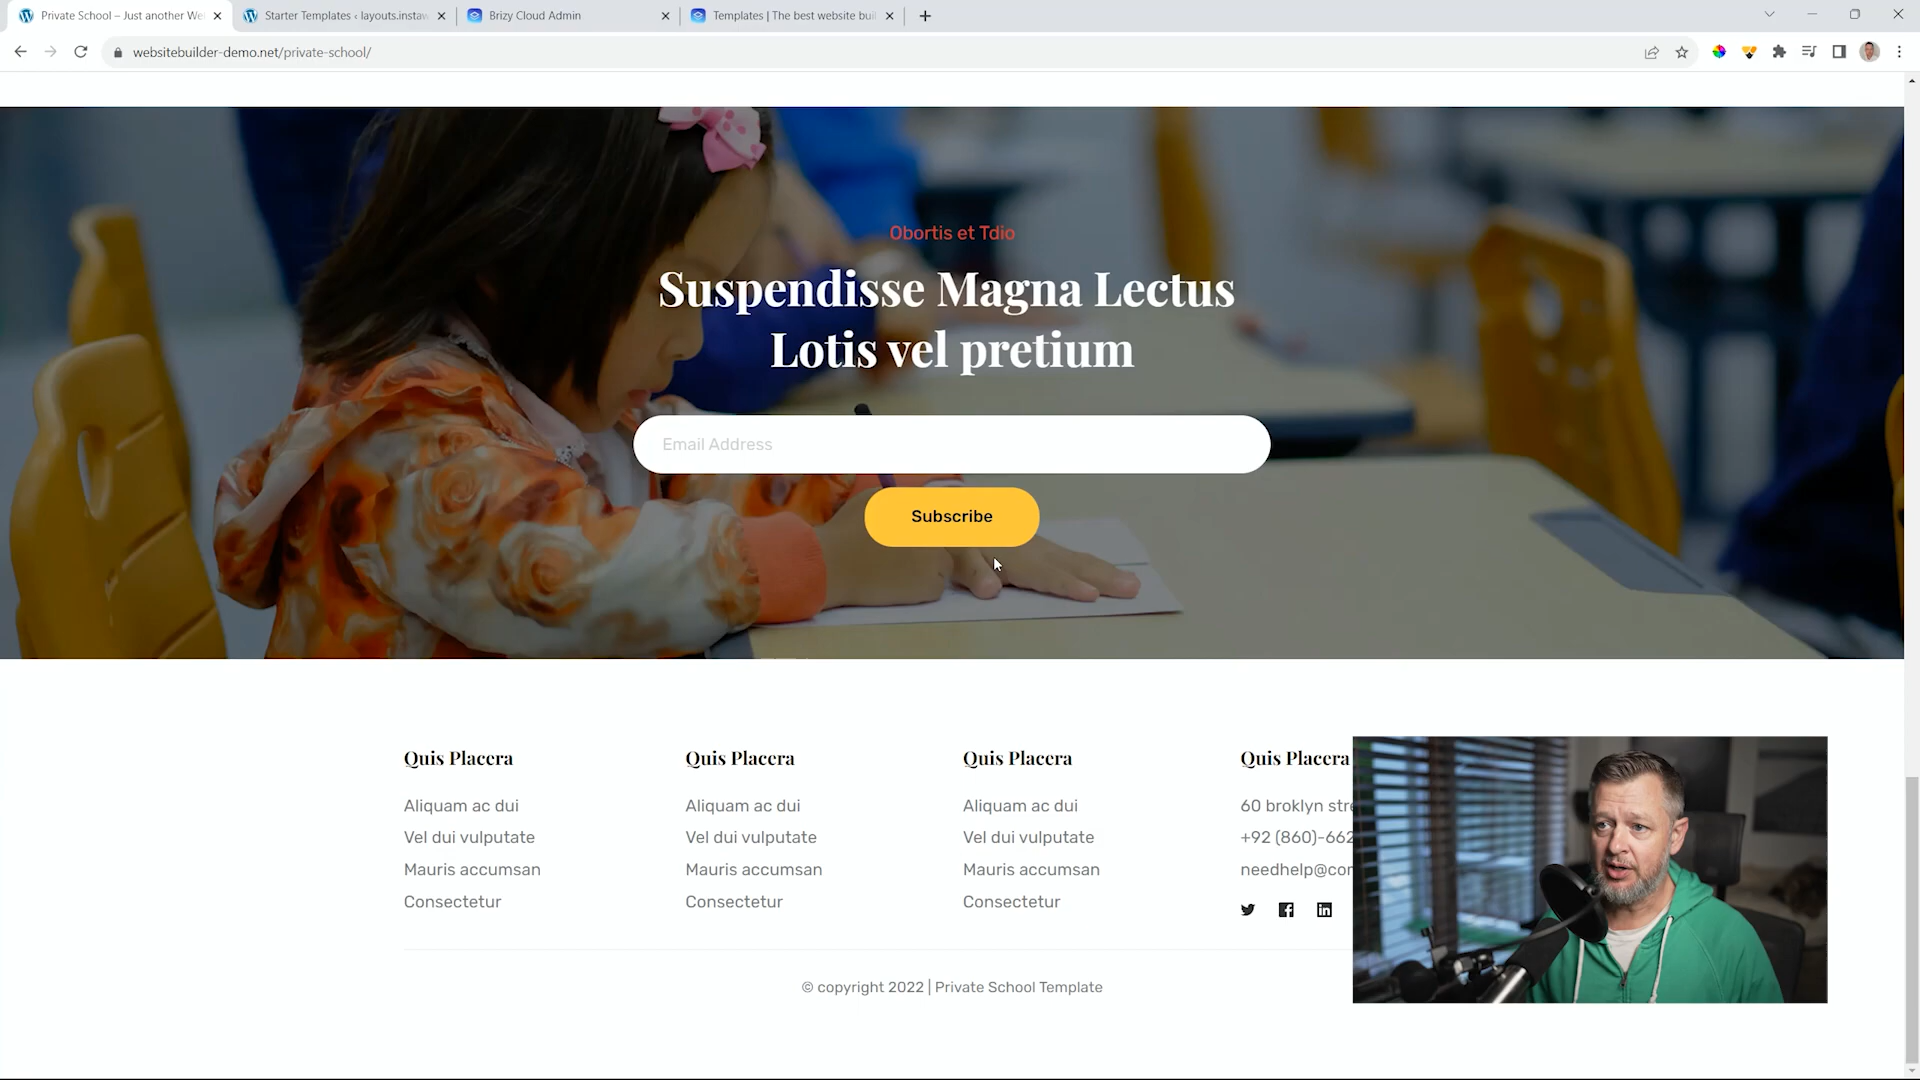 Private School – Just another We
Starter Templates ‹ layouts.instaw
Brizy Cloud Admin
Templates | The best website buil
websitebuilder-demo.net/private-school/
Obortis et Tdio
Suspendisse Magna Lectus
Lotis vel pretium
Email Address
Subscribe
Quis Placera
Aliquam ac dui
Vel dui vulputate
Mauris accumsan
Consectetur
Quis Placera
Aliquam ac dui
Vel dui vulputate
Mauris accumsan
Consectetur
Quis Placera
Aliquam ac dui
Vel dui vulputate
Mauris accumsan
Consectetur
Quis Placera
60 broklyn stre
+92 (860)-662
needhelp@co
© copyright 2022 | Private School Template